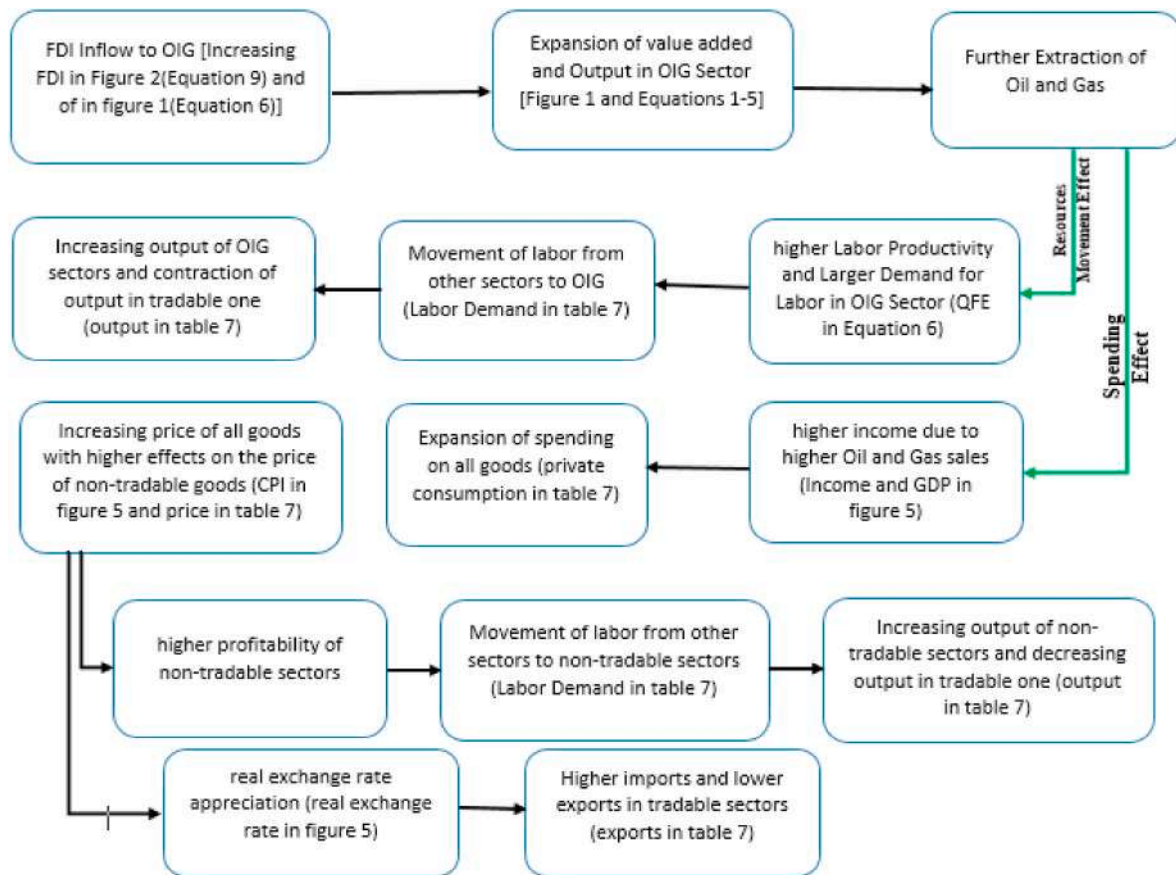 FDI Inflow to OIG [Increasing
FDI in Figure 2(Equation 9) and
of in figure 1(Equation 6)]
Expansion of value added
and Output in OIG Sector
[Figure 1 and Equations 1-5]
Further Extraction of
Oil and Gas
Resources
Movement Effect
Spending
Effect
Increasing output of OIG
sectors and contraction of
output in tradable one
(output in table 7)
Movement of labor from
other sectors to OIG
(Labor Demand in table 7)
higher Labor Productivity
and Larger Demand for
Labor in OIG Sector (QFE
in Equation 6)
Increasing price of all goods
with higher effects on the price
of non-tradable goods (CPI in
figure 5 and price in table 7)
Expansion of spending
on all goods (private
consumption in table 7)
higher income due to
higher Oil and Gas sales
(Income and GDP in
figure 5)
higher profitability of
non-tradable sectors
Movement of labor from other
sectors to non-tradable sectors
(Labor Demand in table 7)
Increasing output of non-
tradable sectors and decreasing
output in tradable one (output
in table 7)
real exchange rate
appreciation (real exchange
rate in figure 5)
Higher imports and lower
exports in tradable sectors
(exports in table 7)